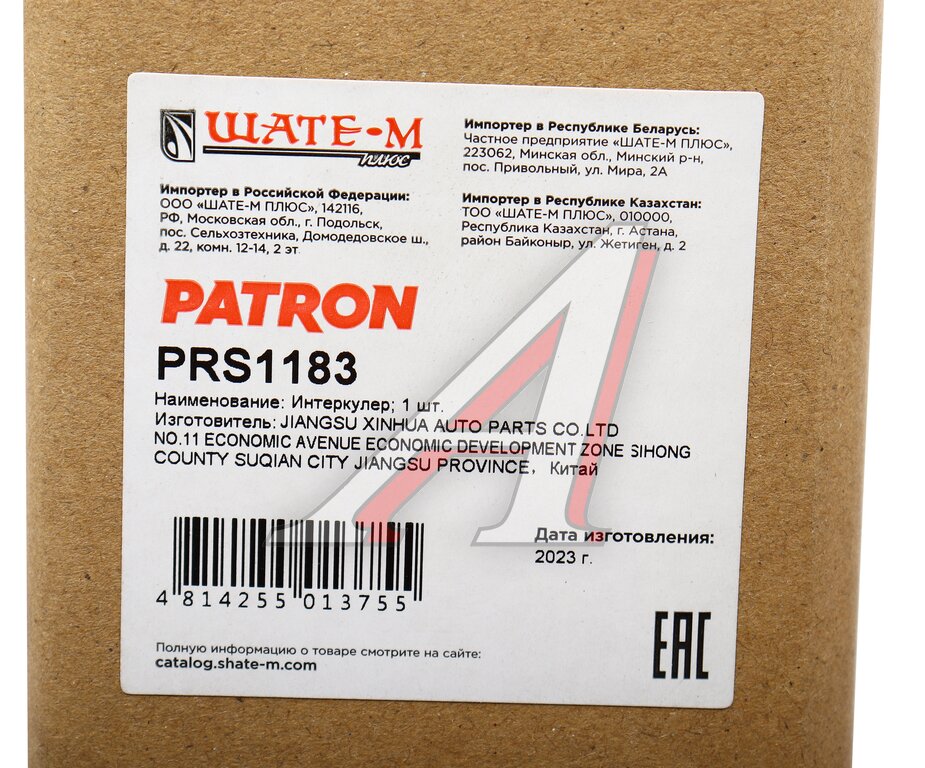 ШАТЕ-М
плюс
Импортер в Российской Федерации:
ООО «ШАТЕ-М ПЛЮС», 142116,
РФ, Московская обл., г. Подольск,
пос. Сельхозтехника, Домодедовское ш.,
д. 22, комн. 12-14, 2 эт.
Импортер в Республике Беларусь:
Частное предприятие «ШАТЕ-М ПЛЮС»,
223062, Минская обл., Минский р-н,
пос. Привольный, ул. Мира, 2А
Импортер в Республике Казахстан:
ТОО «ШАТЕ-М ПЛЮС», 010000,
Республика Казахстан, г. Астана,
район Байконыр, ул. Жетиген, д. 2
PATRON
PRS1183
Наименование: Интеркулер; 1 шт.
Изготовитель: JIANGSU XINHUA AUTO PARTS CO.LTD
NO.11 ECONOMIC AVENUE ECONOMIC DEVELOPMENT ZONE SIHONG
COUNTY SUQIAN CITY JIANGSU PROVINCE, Китай
Дата изготовления:
2023 г.
4 814255 013755
Полную информацию о товаре смотрите на сайте:
catalog.shate-m.com
EAC